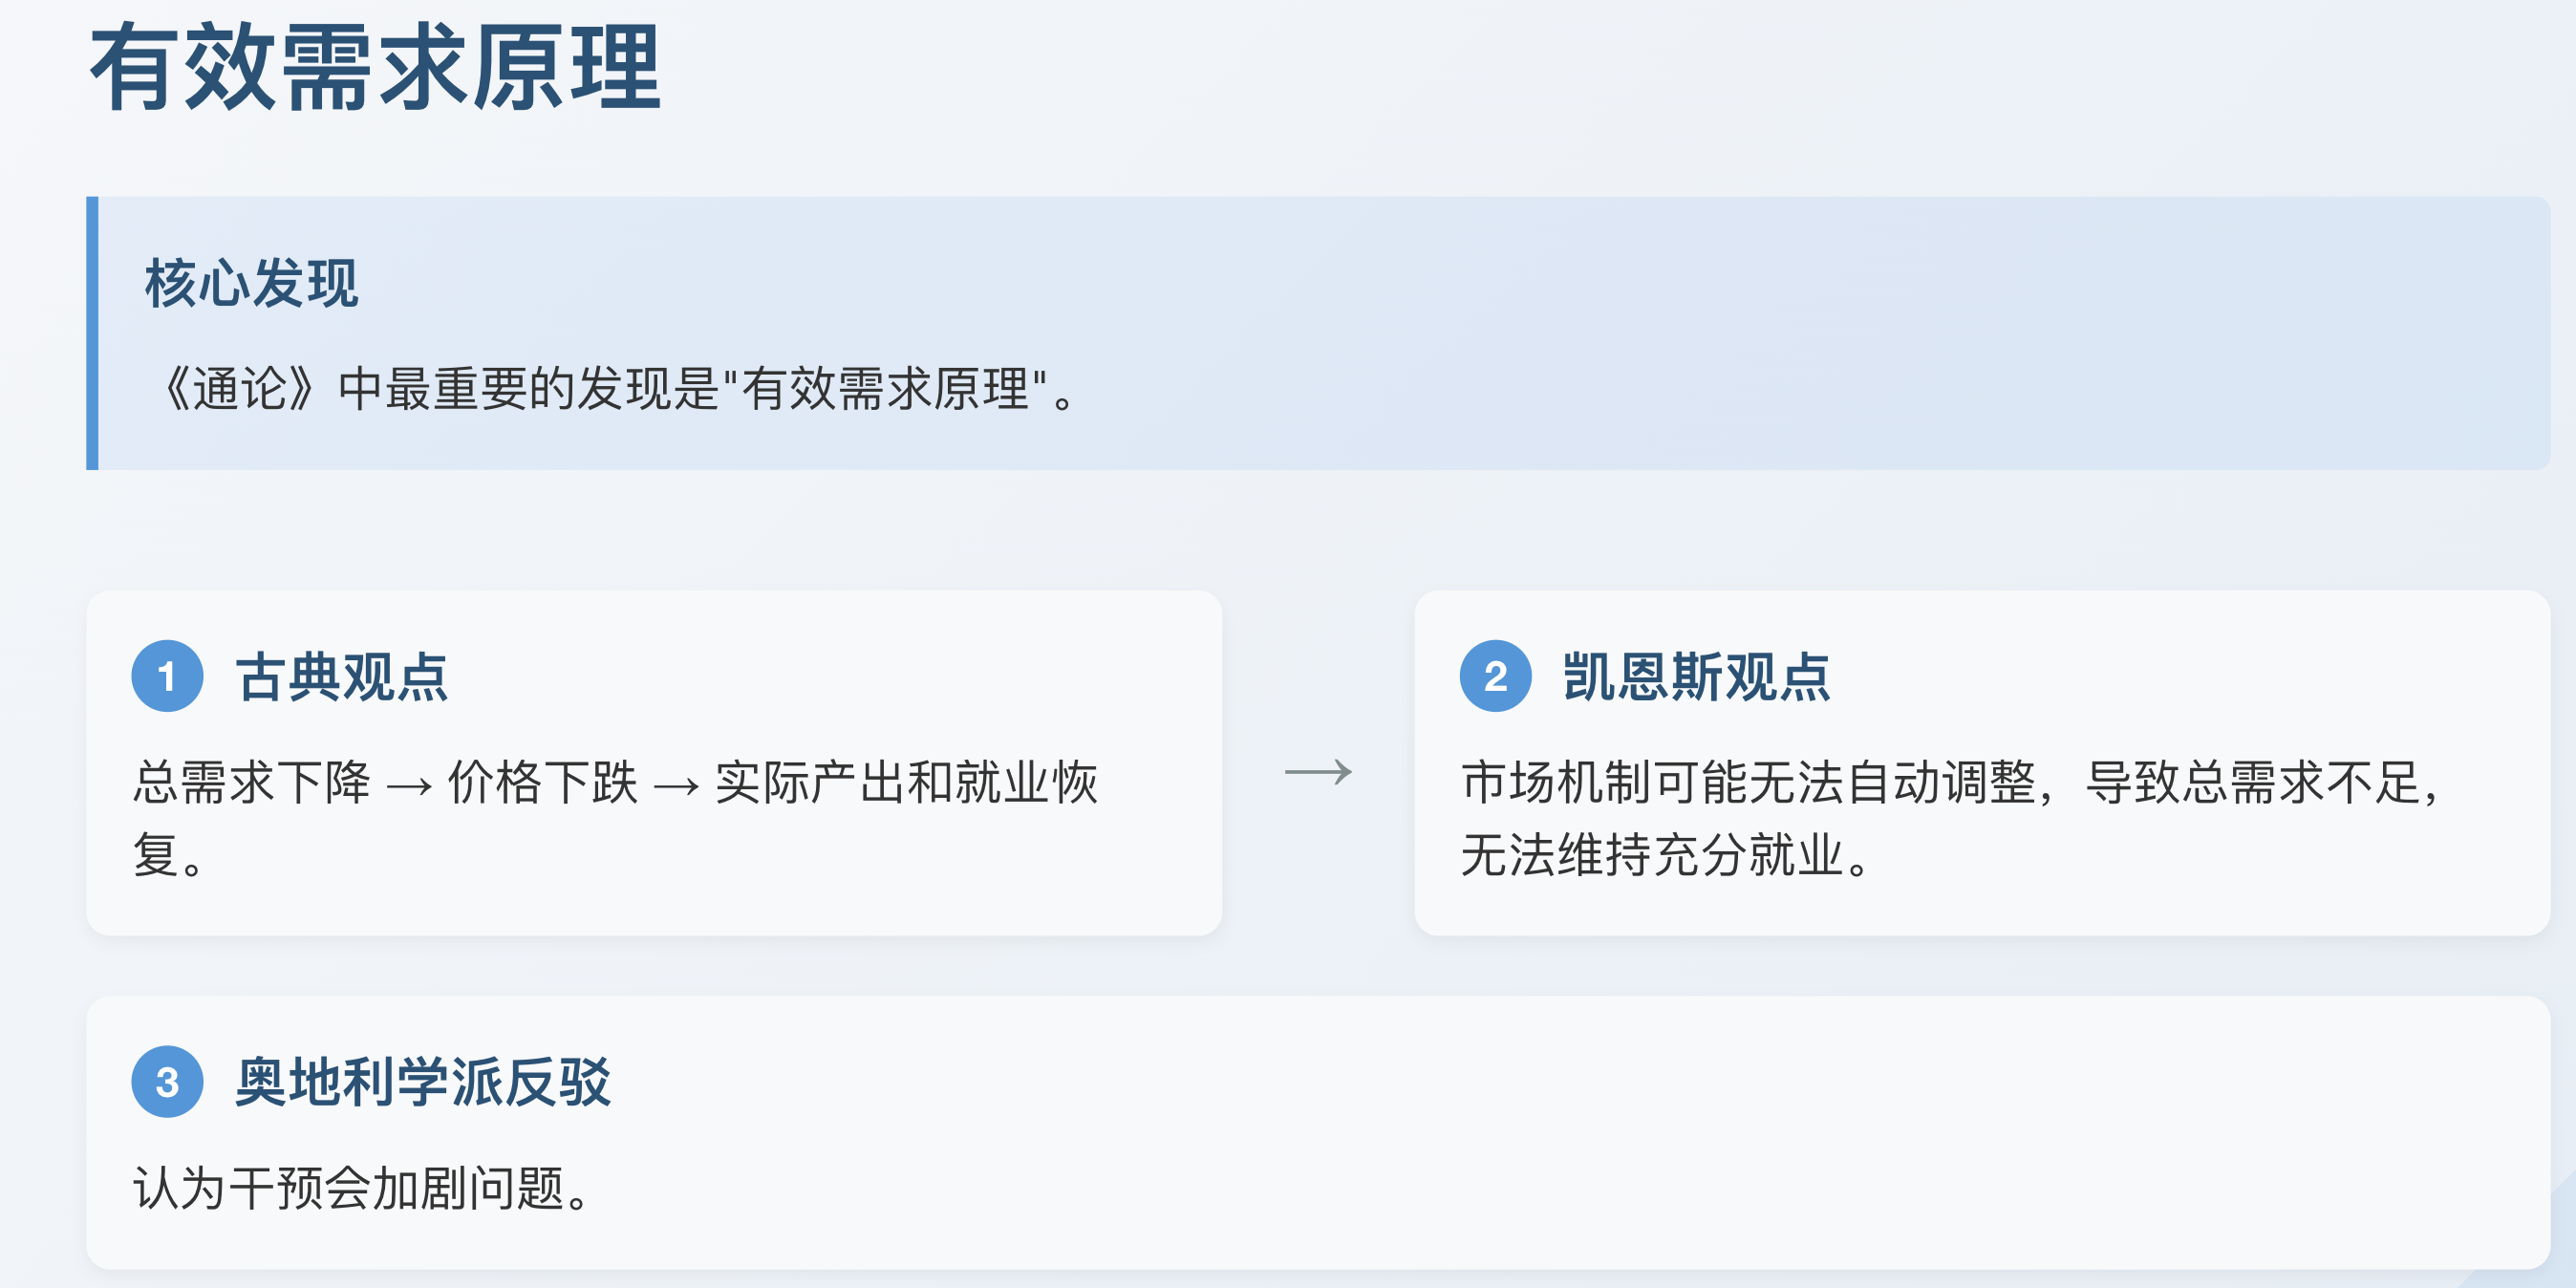 有效需求原理
核心发现
《通论》中最重要的发现是"有效需求原理"。
1 古典观点
总需求下降 → 价格下跌 → 实际产出和就业恢
复。
→
2 凯恩斯观点
市场机制可能无法自动调整，导致总需求不足，
无法维持充分就业。
3 奥地利学派反驳
认为干预会加剧问题。